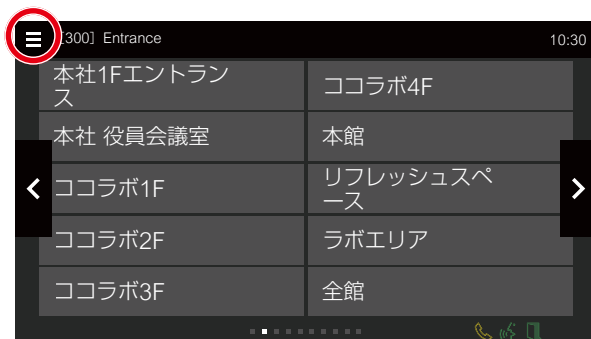 [300] Entrance
10:30
本社1Fエントラン
ス
ココラボ4F
本社 役員会議室
本館
ココラボ1F
リフレッシュスペ
ース
ココラボ2F
ラボエリア
ココラボ3F
全館